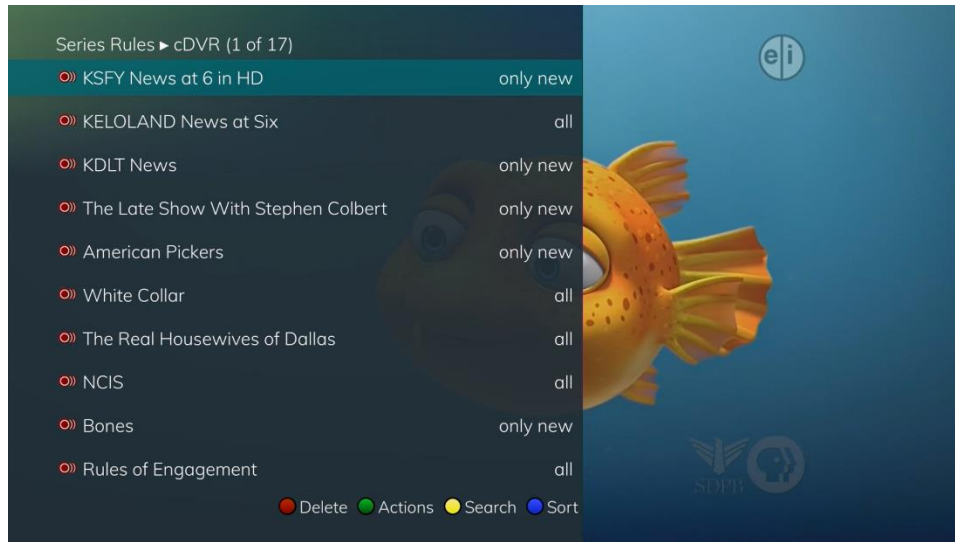 Series Rules ▸ cDVR (1 of 17)
KSFY News at 6 in HD only new
KELOLAND News at Six all
KDLT News only new
The Late Show With Stephen Colbert only new
American Pickers only new
White Collar all
The Real Housewives of Dallas all
NCIS all
Bones only new
Rules of Engagement all
Delete Actions Search Sort
e/i
SDPB